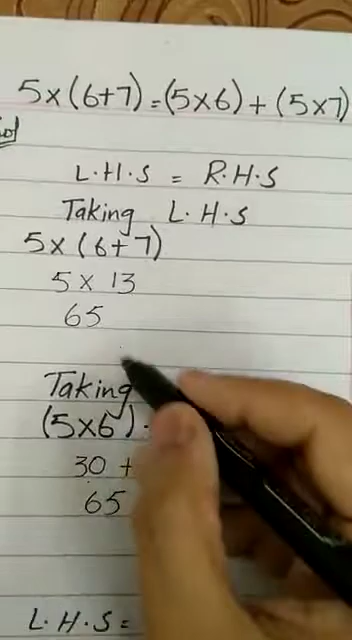 5×(6+7)=(5×6)+(5×7)
Sol
L.H.S = R.H.S
Taking L.H.S
5×(6+7)
5 × 13
65
Taking
(5×6)
30 +
65
L.H.S=